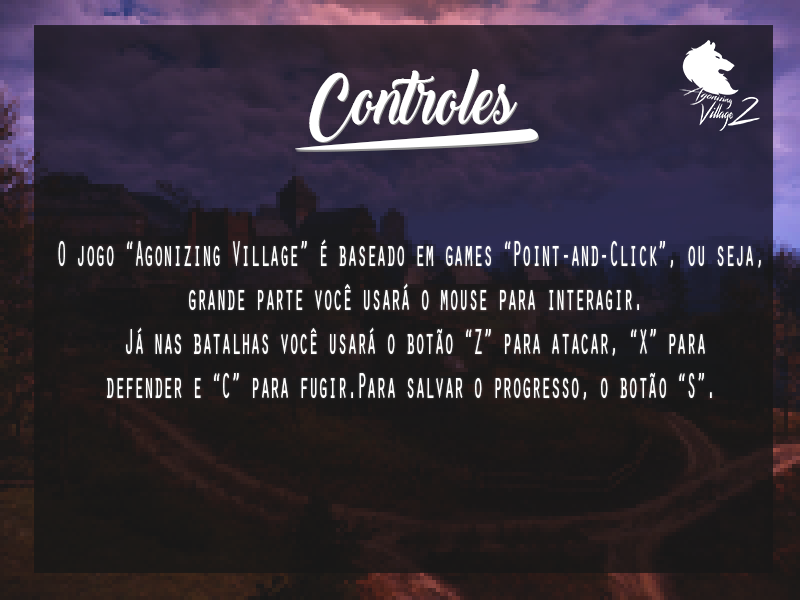 Controles
Agonizing
Village 2
O JOGO “AGONIZING VILLAGE” É BASEADO EM GAMES “POINT-AND-CLICK”, OU SEJA,
GRANDE PARTE VOCÊ USARÁ O MOUSE PARA INTERAGIR.
JÁ NAS BATALHAS VOCÊ USARÁ O BOTÃO “Z” PARA ATACAR, “X” PARA
DEFENDER E “C” PARA FUGIR.PARA SALVAR O PROGRESSO, O BOTÃO “S”.